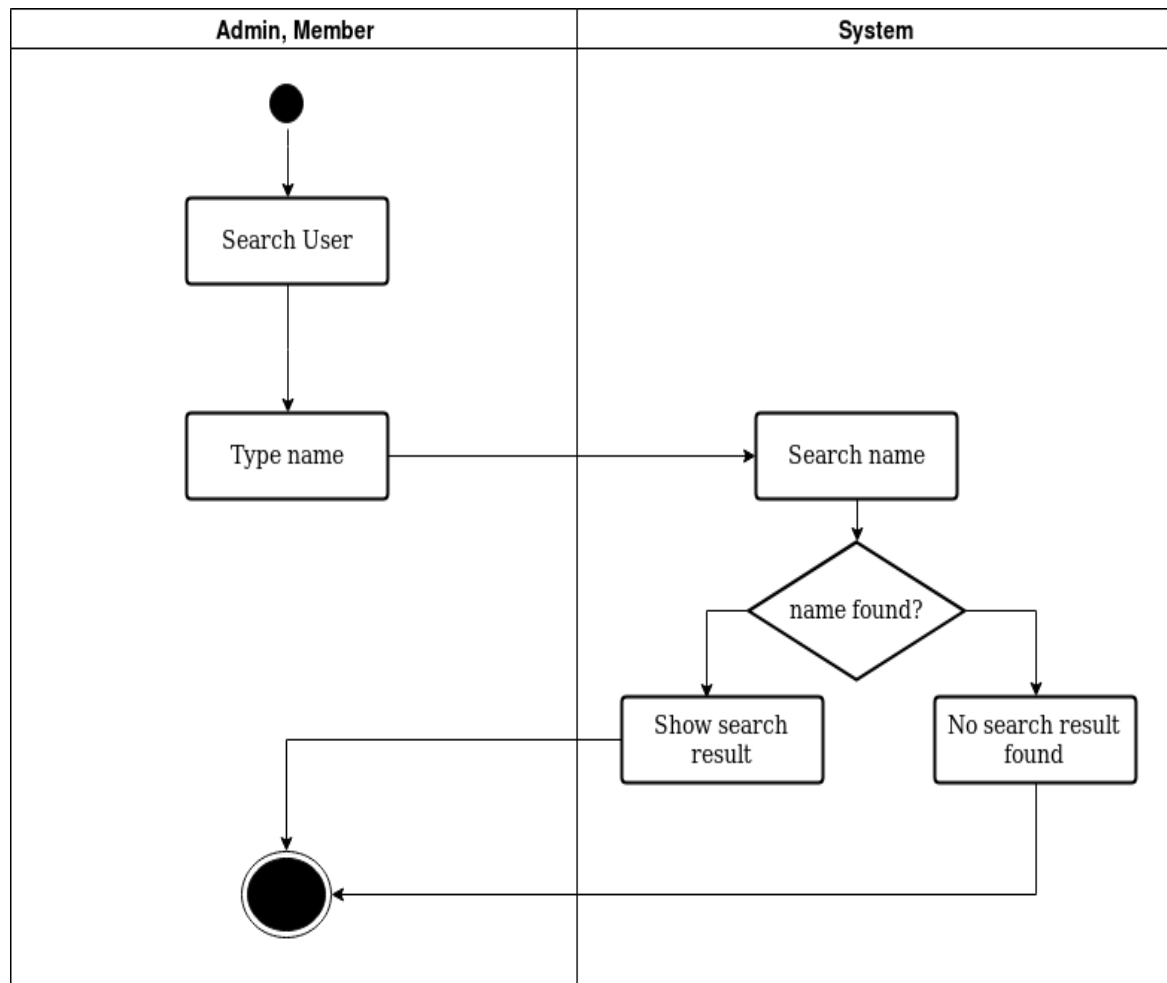 Admin, Member
System
Search User
Type name
Search name
name found?
Show search
result
No search result
found